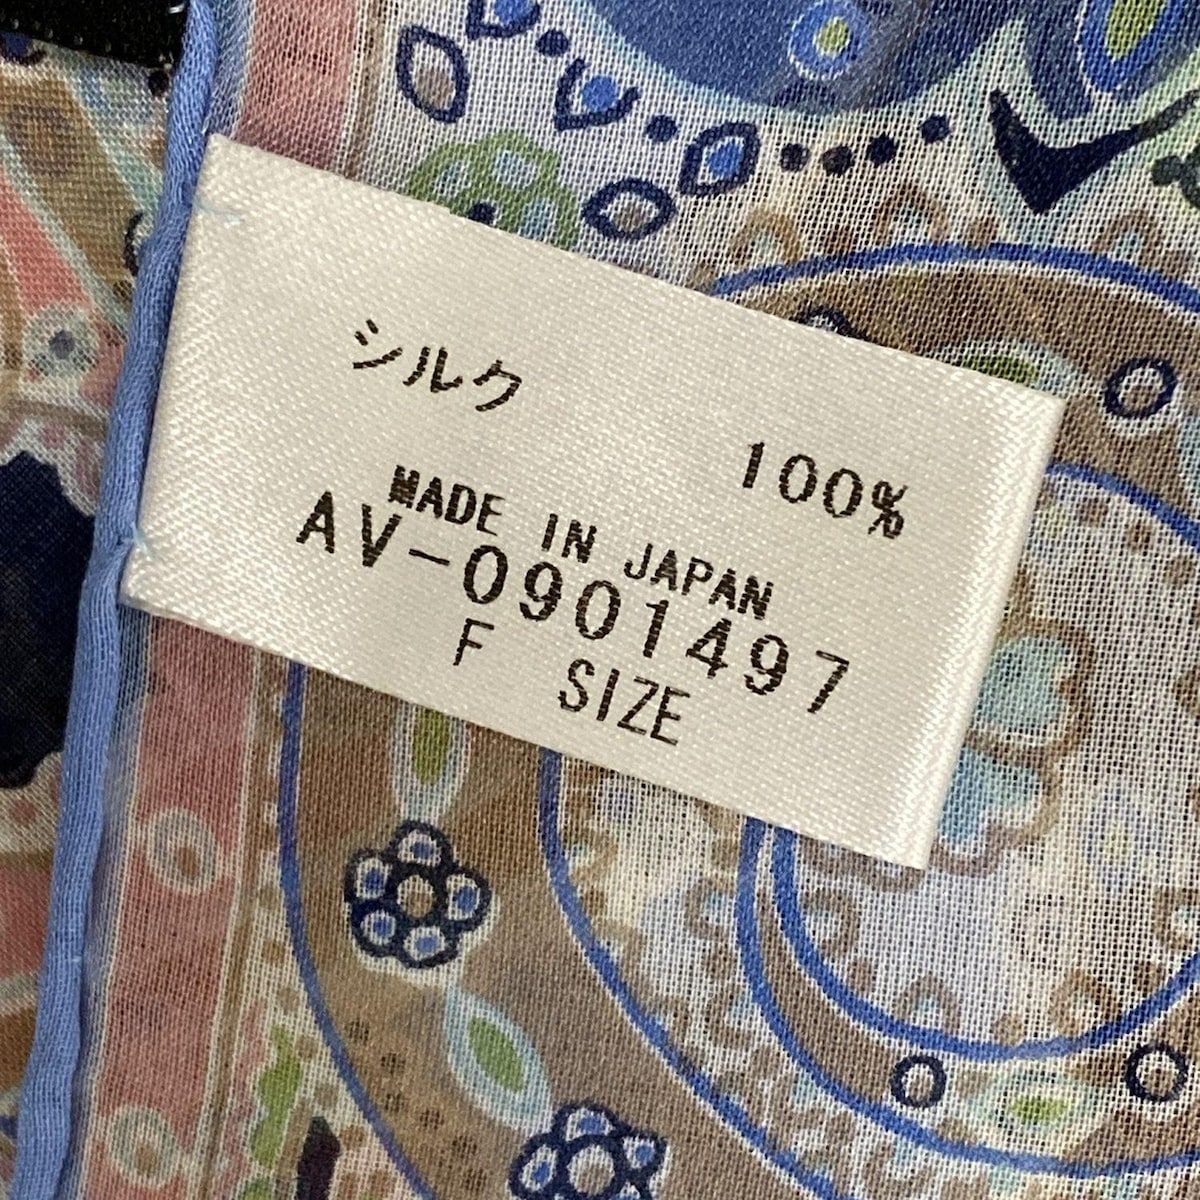 シルク 100%
MADE IN JAPAN
AV-0901497
F SIZE